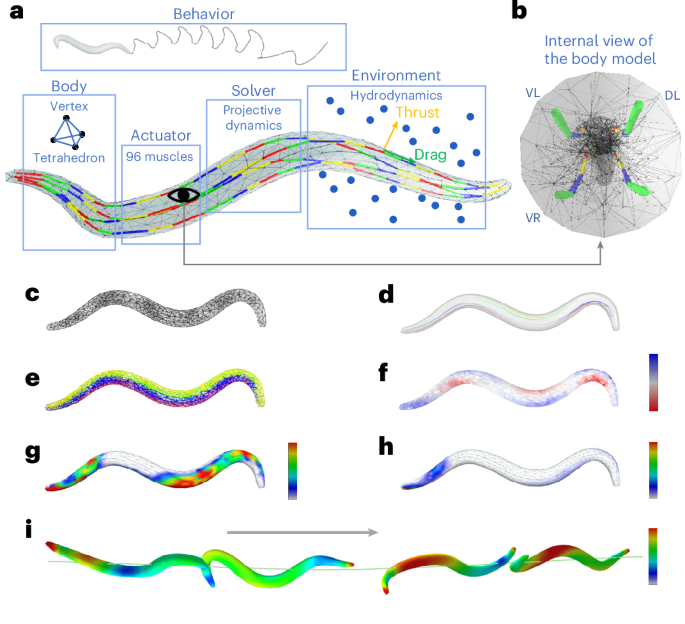 a
Behavior
b
Internal view of
the body model
VL
DL
VR
Body
Vertex
Tetrahedron
Actuator
96 muscles
Solver
Projective
dynamics
Environment
Hydrodynamics
Thrust
Drag
c
d
e
f
g
h
i